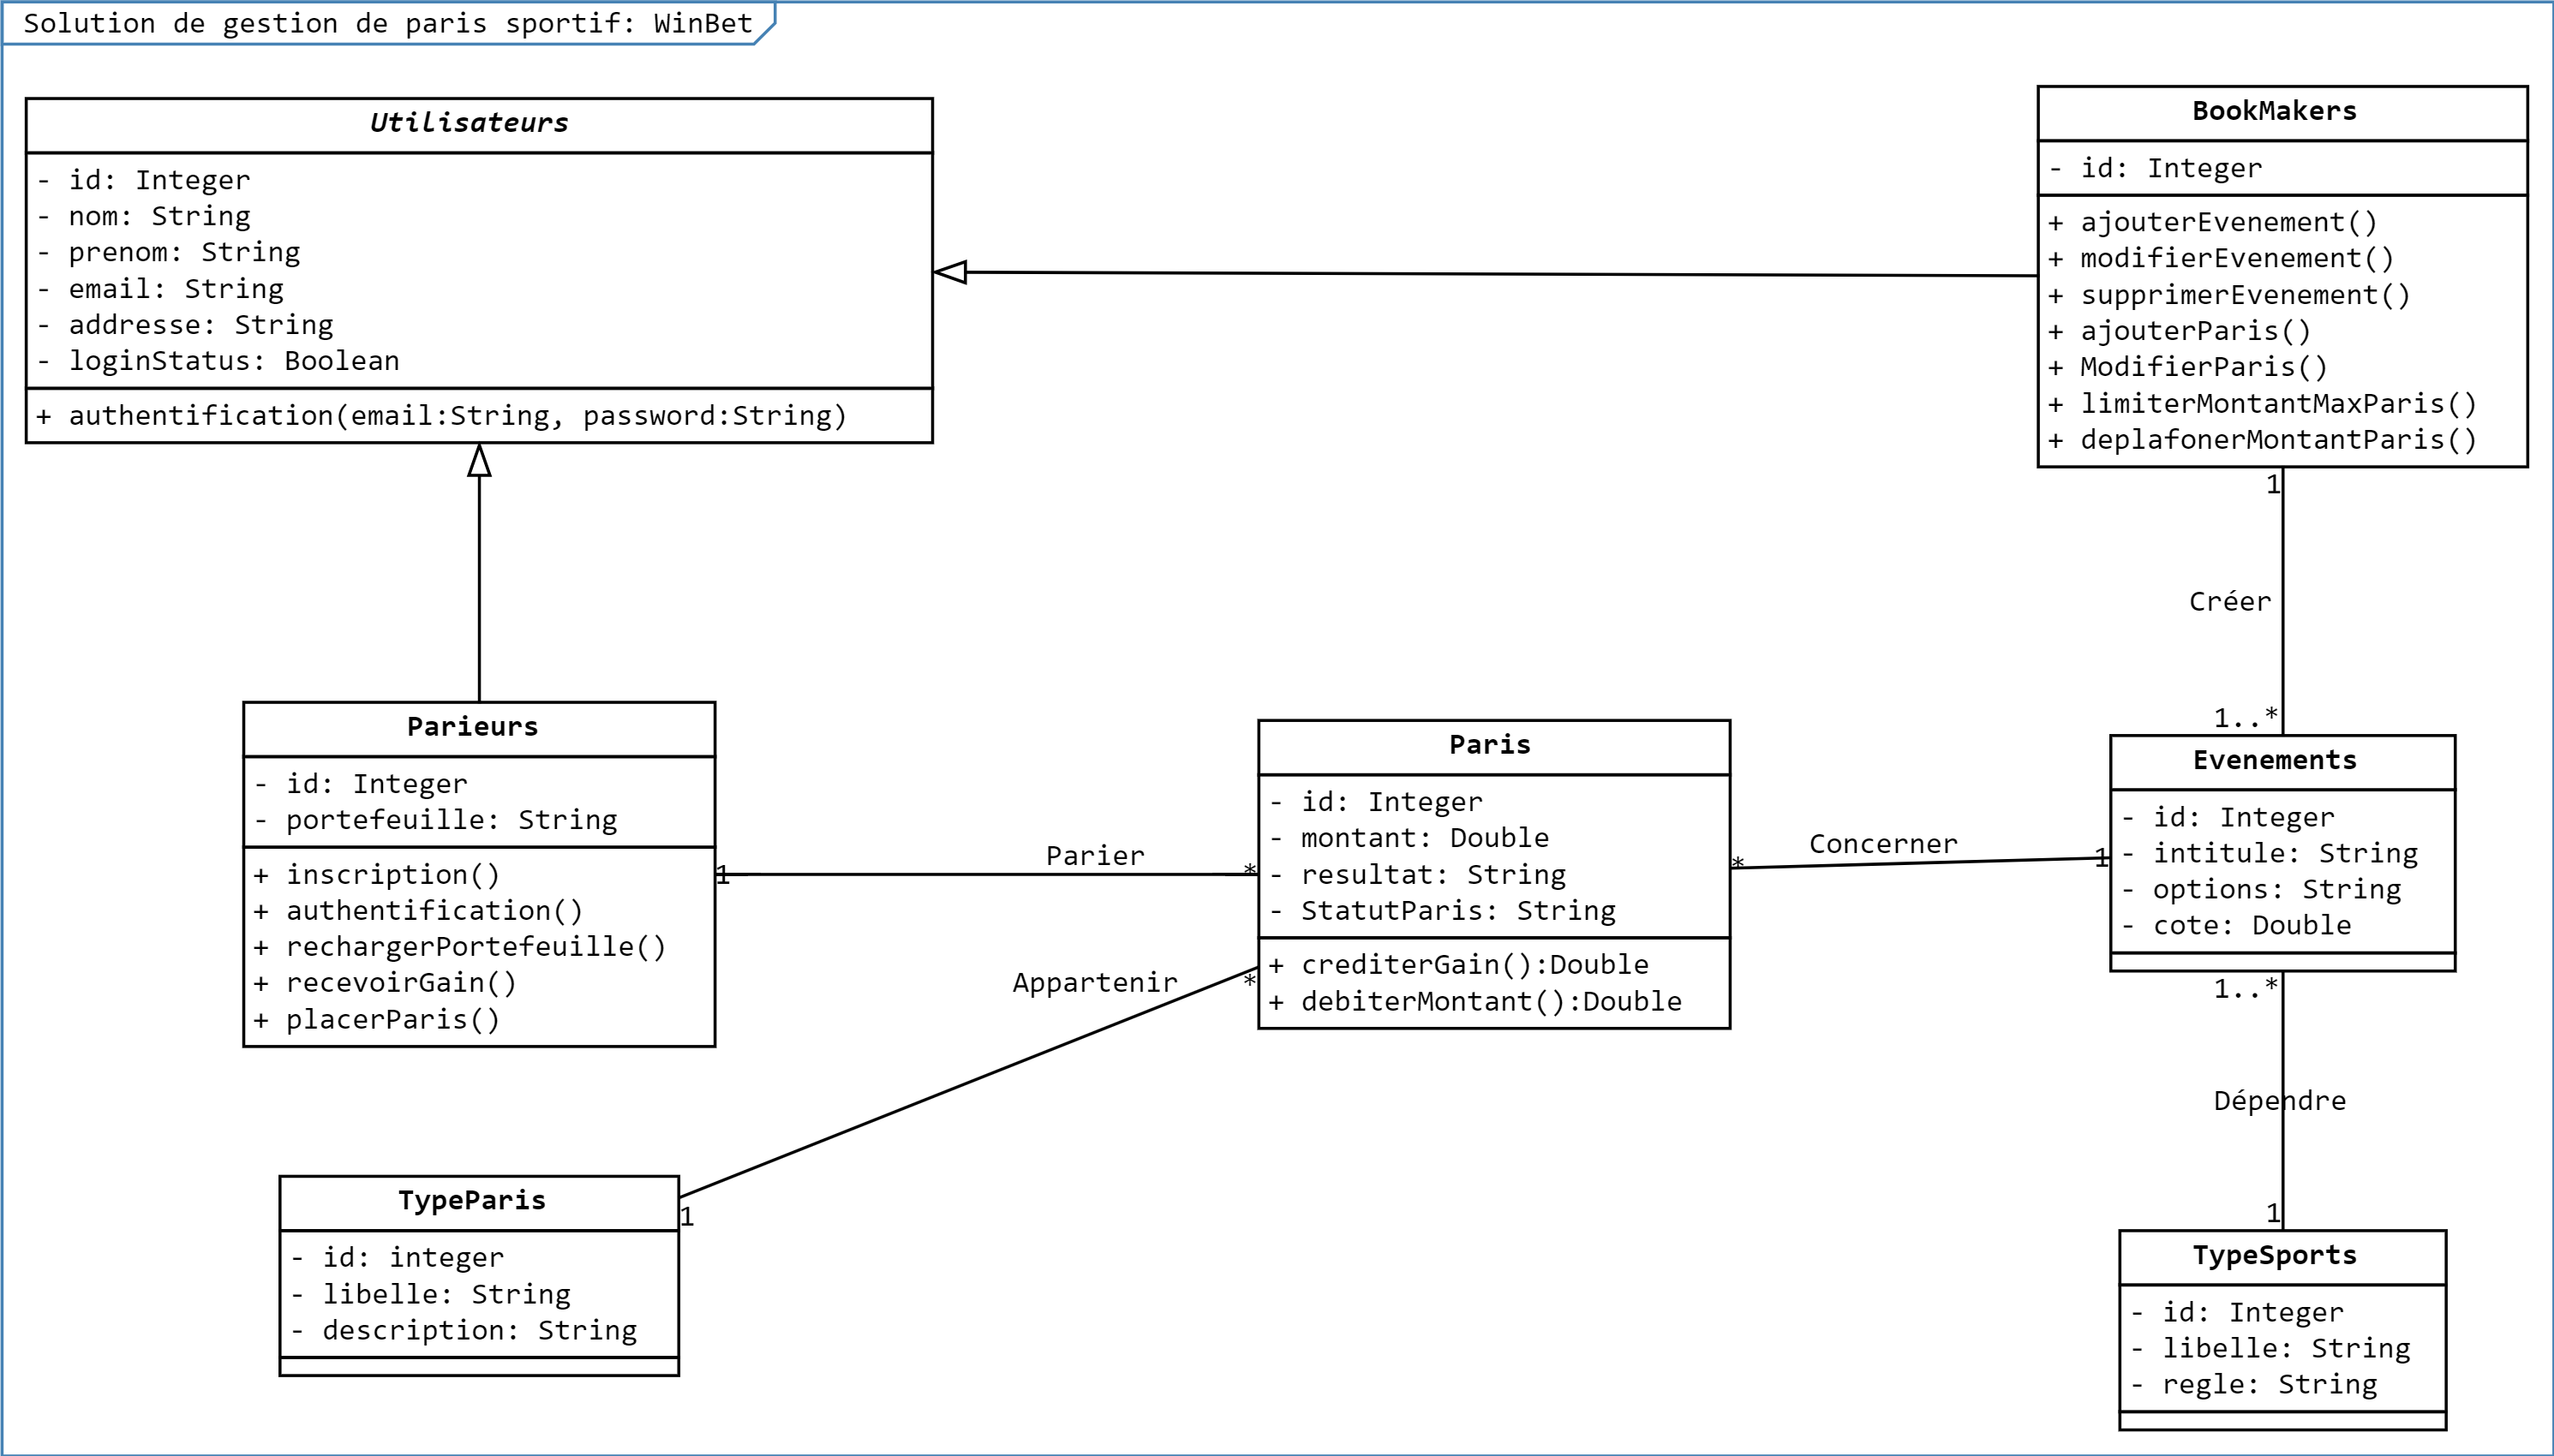 Solution de gestion de paris sportif: WinBet
Utilisateurs
- id: Integer
- nom: String
- prenom: String
- email: String
- addresse: String
- loginStatus: Boolean
+ authentification(email:String, password:String)
BookMakers
- id: Integer
+ ajouterEvenement()
+ modifierEvenement()
+ supprimerEvenement()
+ ajouterParis()
+ ModifierParis()
+ limiterMontantMaxParis()
+ deplafonerMontantParis()
1
Créer
1..*
Parieurs
- id: Integer
- portefeuille: String
+ inscription()
+ authentification()
+ rechargerPortefeuille()
+ recevoirGain()
+ placerParis()
1
Parier
*
Paris
- id: Integer
- montant: Double
- resultat: String
- StatutParis: String
+ crediterGain():Double
+ debiterMontant():Double
*
Concerner
1
Evenements
- id: Integer
- intitule: String
- options: String
- cote: Double
Appartenir
*
1
1..*
Dépendre
1
TypeParis
- id: integer
- libelle: String
- description: String
TypeSports
- id: Integer
- libelle: String
- regle: String